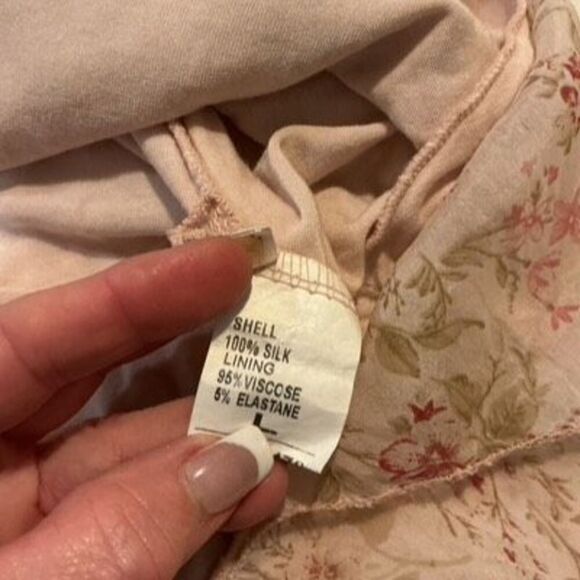 SHELL
100% SILK
LINING
95% VISCOSE
5% ELASTANE
L